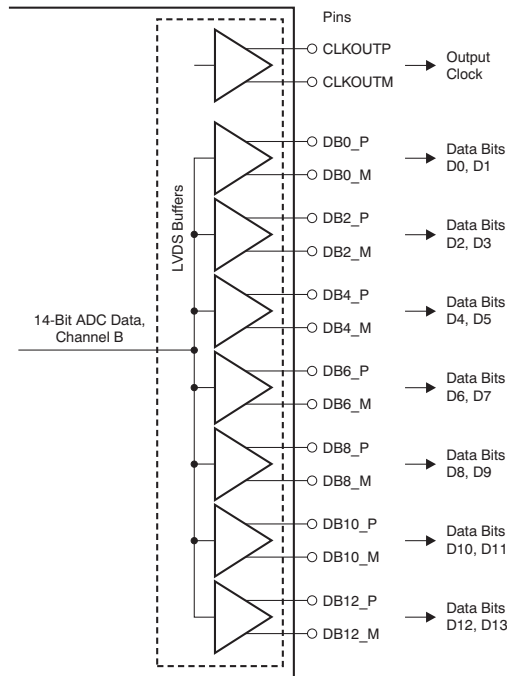 Pins
CLKOUTP
CLKOUTM
Output
Clock
DB0_P
DB0_M
Data Bits
D0, D1
DB2_P
DB2_M
Data Bits
D2, D3
DB4_P
DB4_M
Data Bits
D4, D5
DB6_P
DB6_M
Data Bits
D6, D7
DB8_P
DB8_M
Data Bits
D8, D9
DB10_P
DB10_M
Data Bits
D10, D11
DB12_P
DB12_M
Data Bits
D12, D13
LVDS Buffers
14-Bit ADC Data,
Channel B